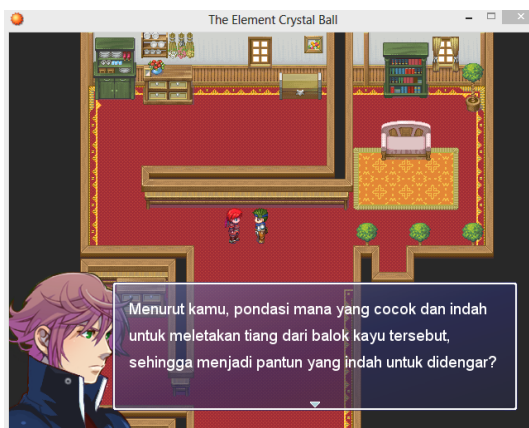 The Element Crystal Ball
Menurut kamu, pondasi mana yang cocok dan indah
untuk meletakan tiang dari balok kayu tersebut,
sehingga menjadi pantun yang indah untuk didengar?